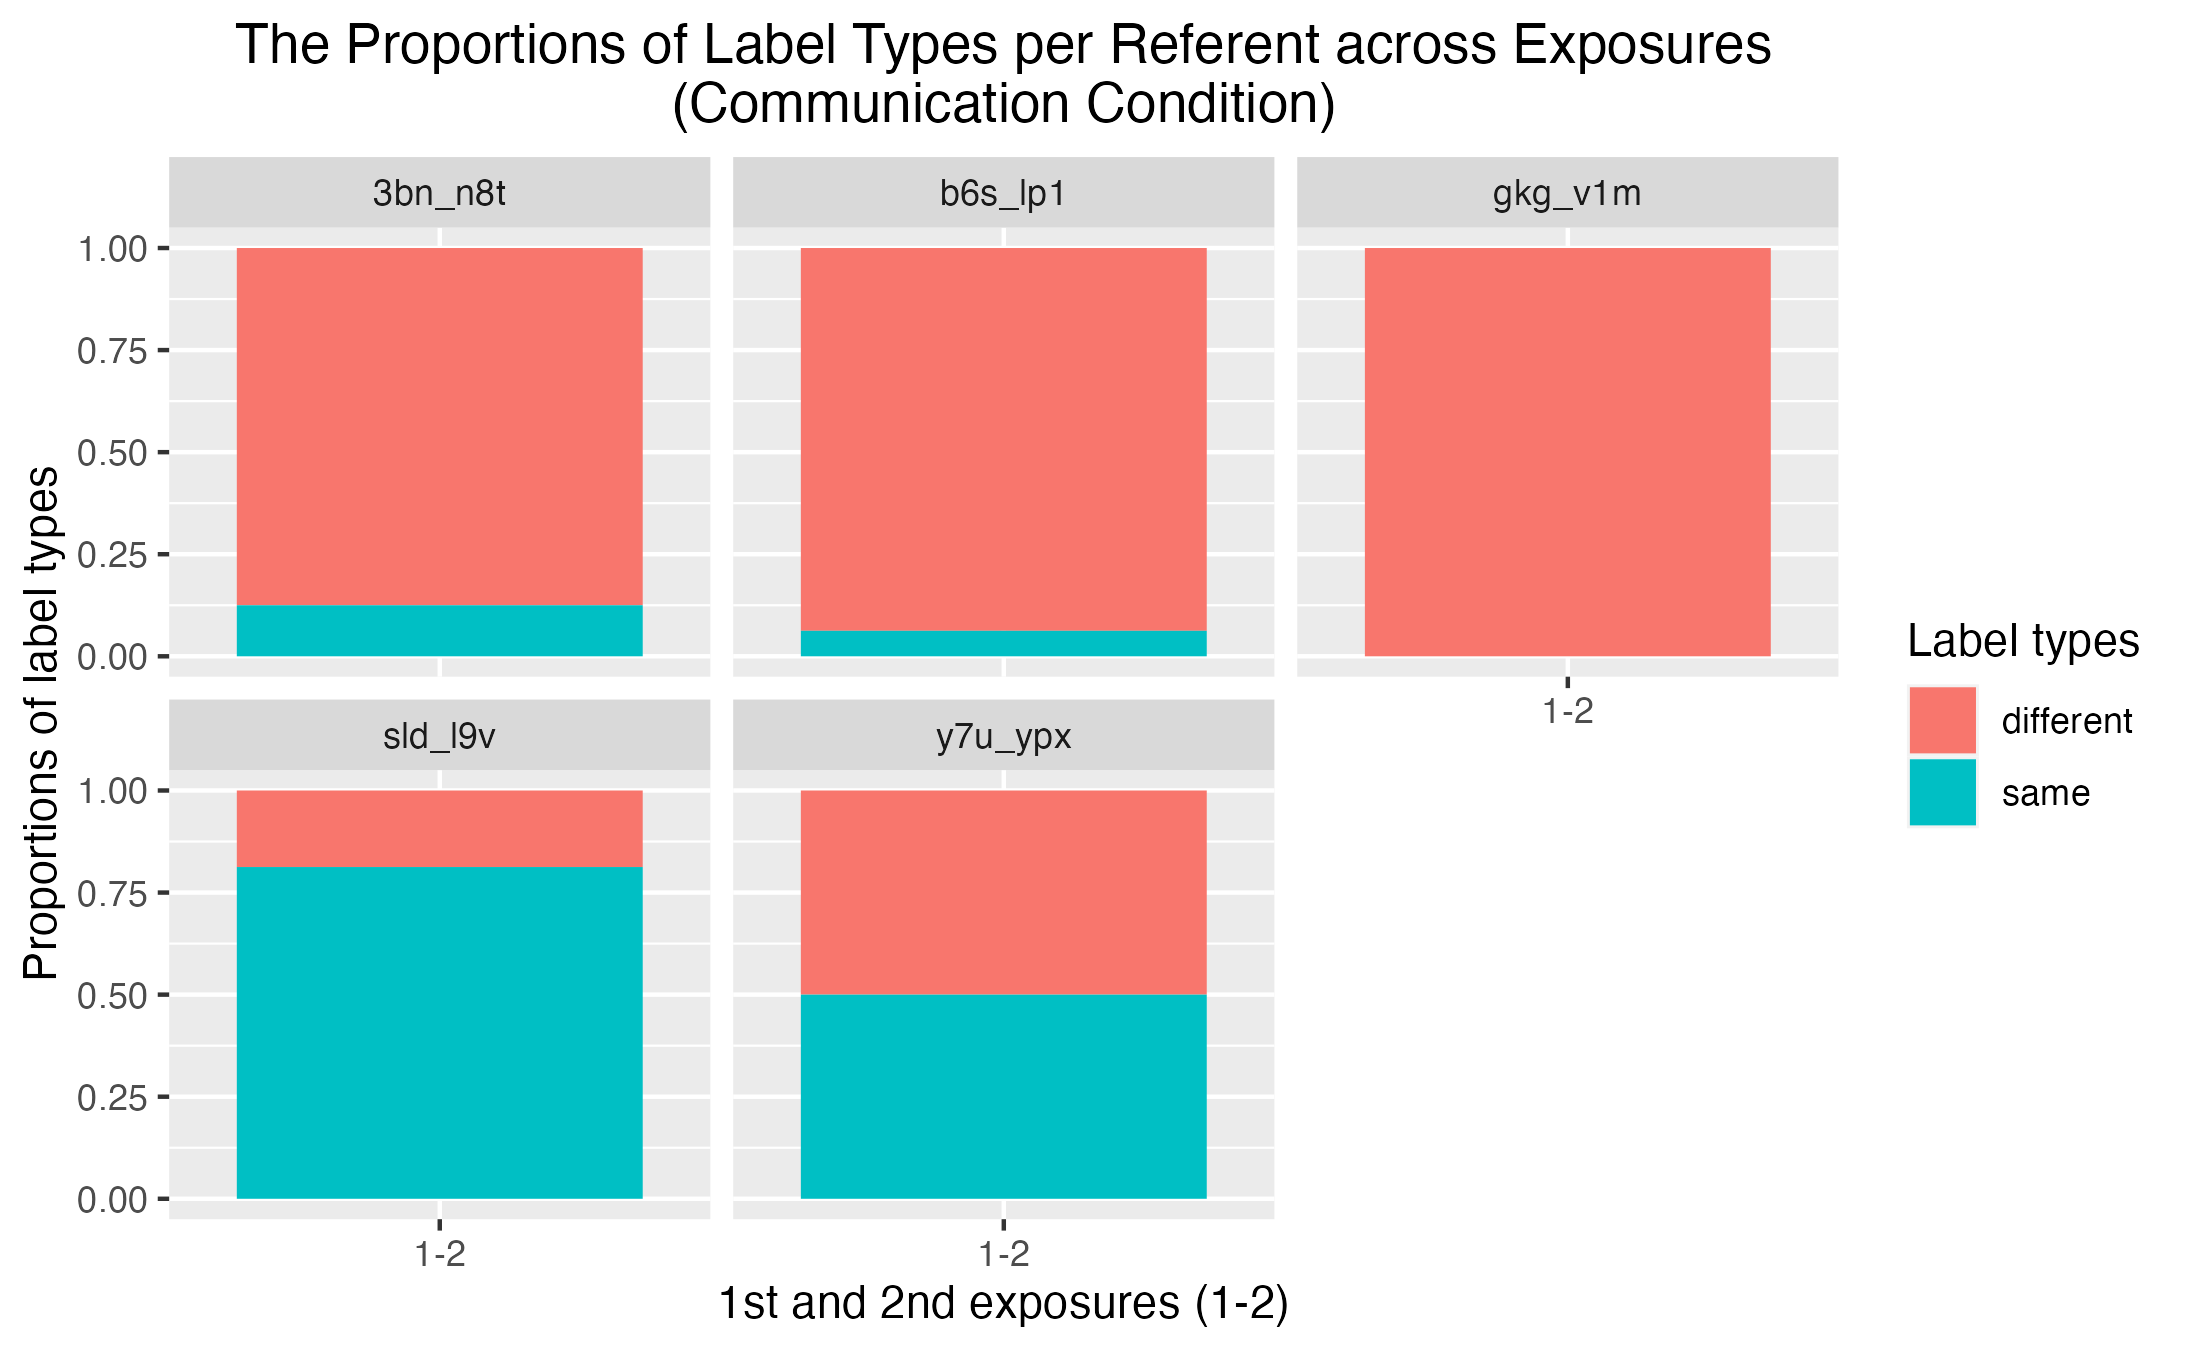 The Proportions of Label Types per Referent across Exposures
(Communication Condition)
3bn_n8t
b6s_lp1
gkg_v1m
1.00
0.75
0.50
0.25
0.00
1-2
sld_l9v
y7u_ypx
1.00
0.75
0.50
0.25
0.00
1-2
1-2
Proportions of label types
1st and 2nd exposures (1-2)
Label types
different
same